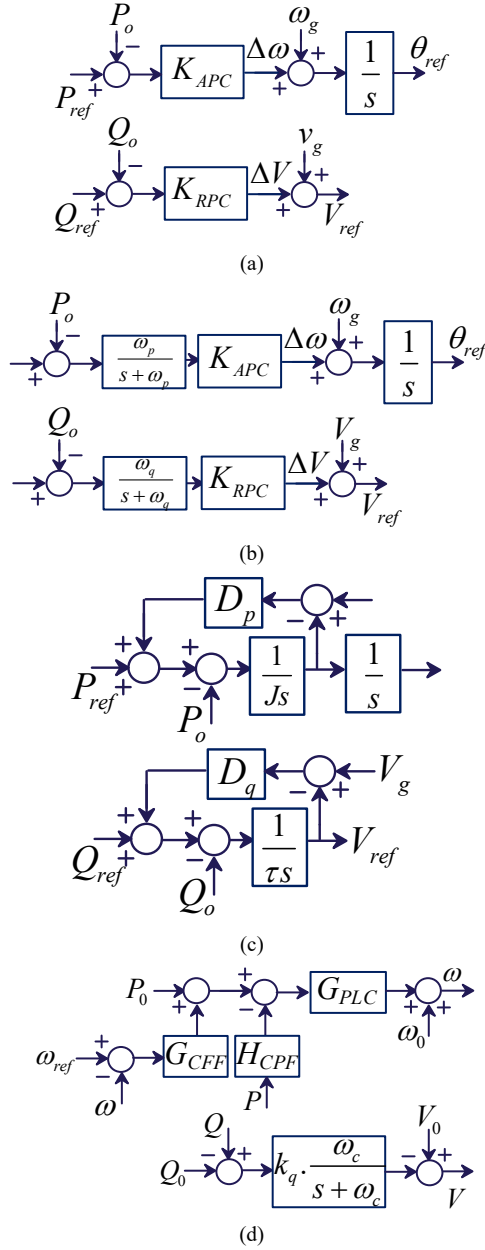 P_o
ω_g
P_ref + − K_APC Δω + + 1/s θ_ref
Q_o
v_g
Q_ref + − K_RPC ΔV + + V_ref
(a)
P_o
ω_g
+ − ω_p/(s + ω_p) K_APC Δω + + 1/s θ_ref
Q_o
V_g
+ − ω_q/(s + ω_q) K_RPC ΔV + + V_ref
(b)
D_p − +
P_ref + + + − 1/Js 1/s
P_o
D_q − + V_g
Q_ref + + + − 1/τs V_ref
Q_o
(c)
P_0 + + − G_PLC + + ω
ω_0
ω_ref + − G_CFF H_CPF
ω
P
Q
V_0
Q_0 − + k_q · ω_c/(s + ω_c) − + V
(d)